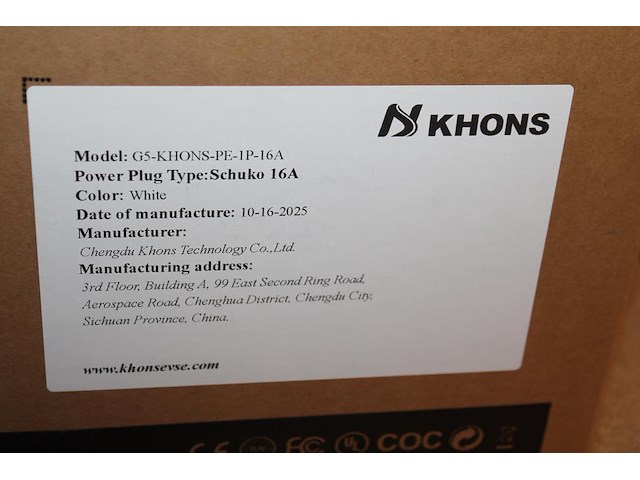 KHONS
Model: G5-KHONS-PE-1P-16A
Power Plug Type:Schuko 16A
Color: White
Date of manufacture: 10-16-2025
Manufacturer:
Chengdu Khons Technology Co.,Ltd.
Manufacturing address:
3rd Floor, Building A, 99 East Second Ring Road,
Aerospace Road, Chenghua District, Chengdu City,
Sichuan Province, China.
www.khonsevse.com
CE FC UL COC